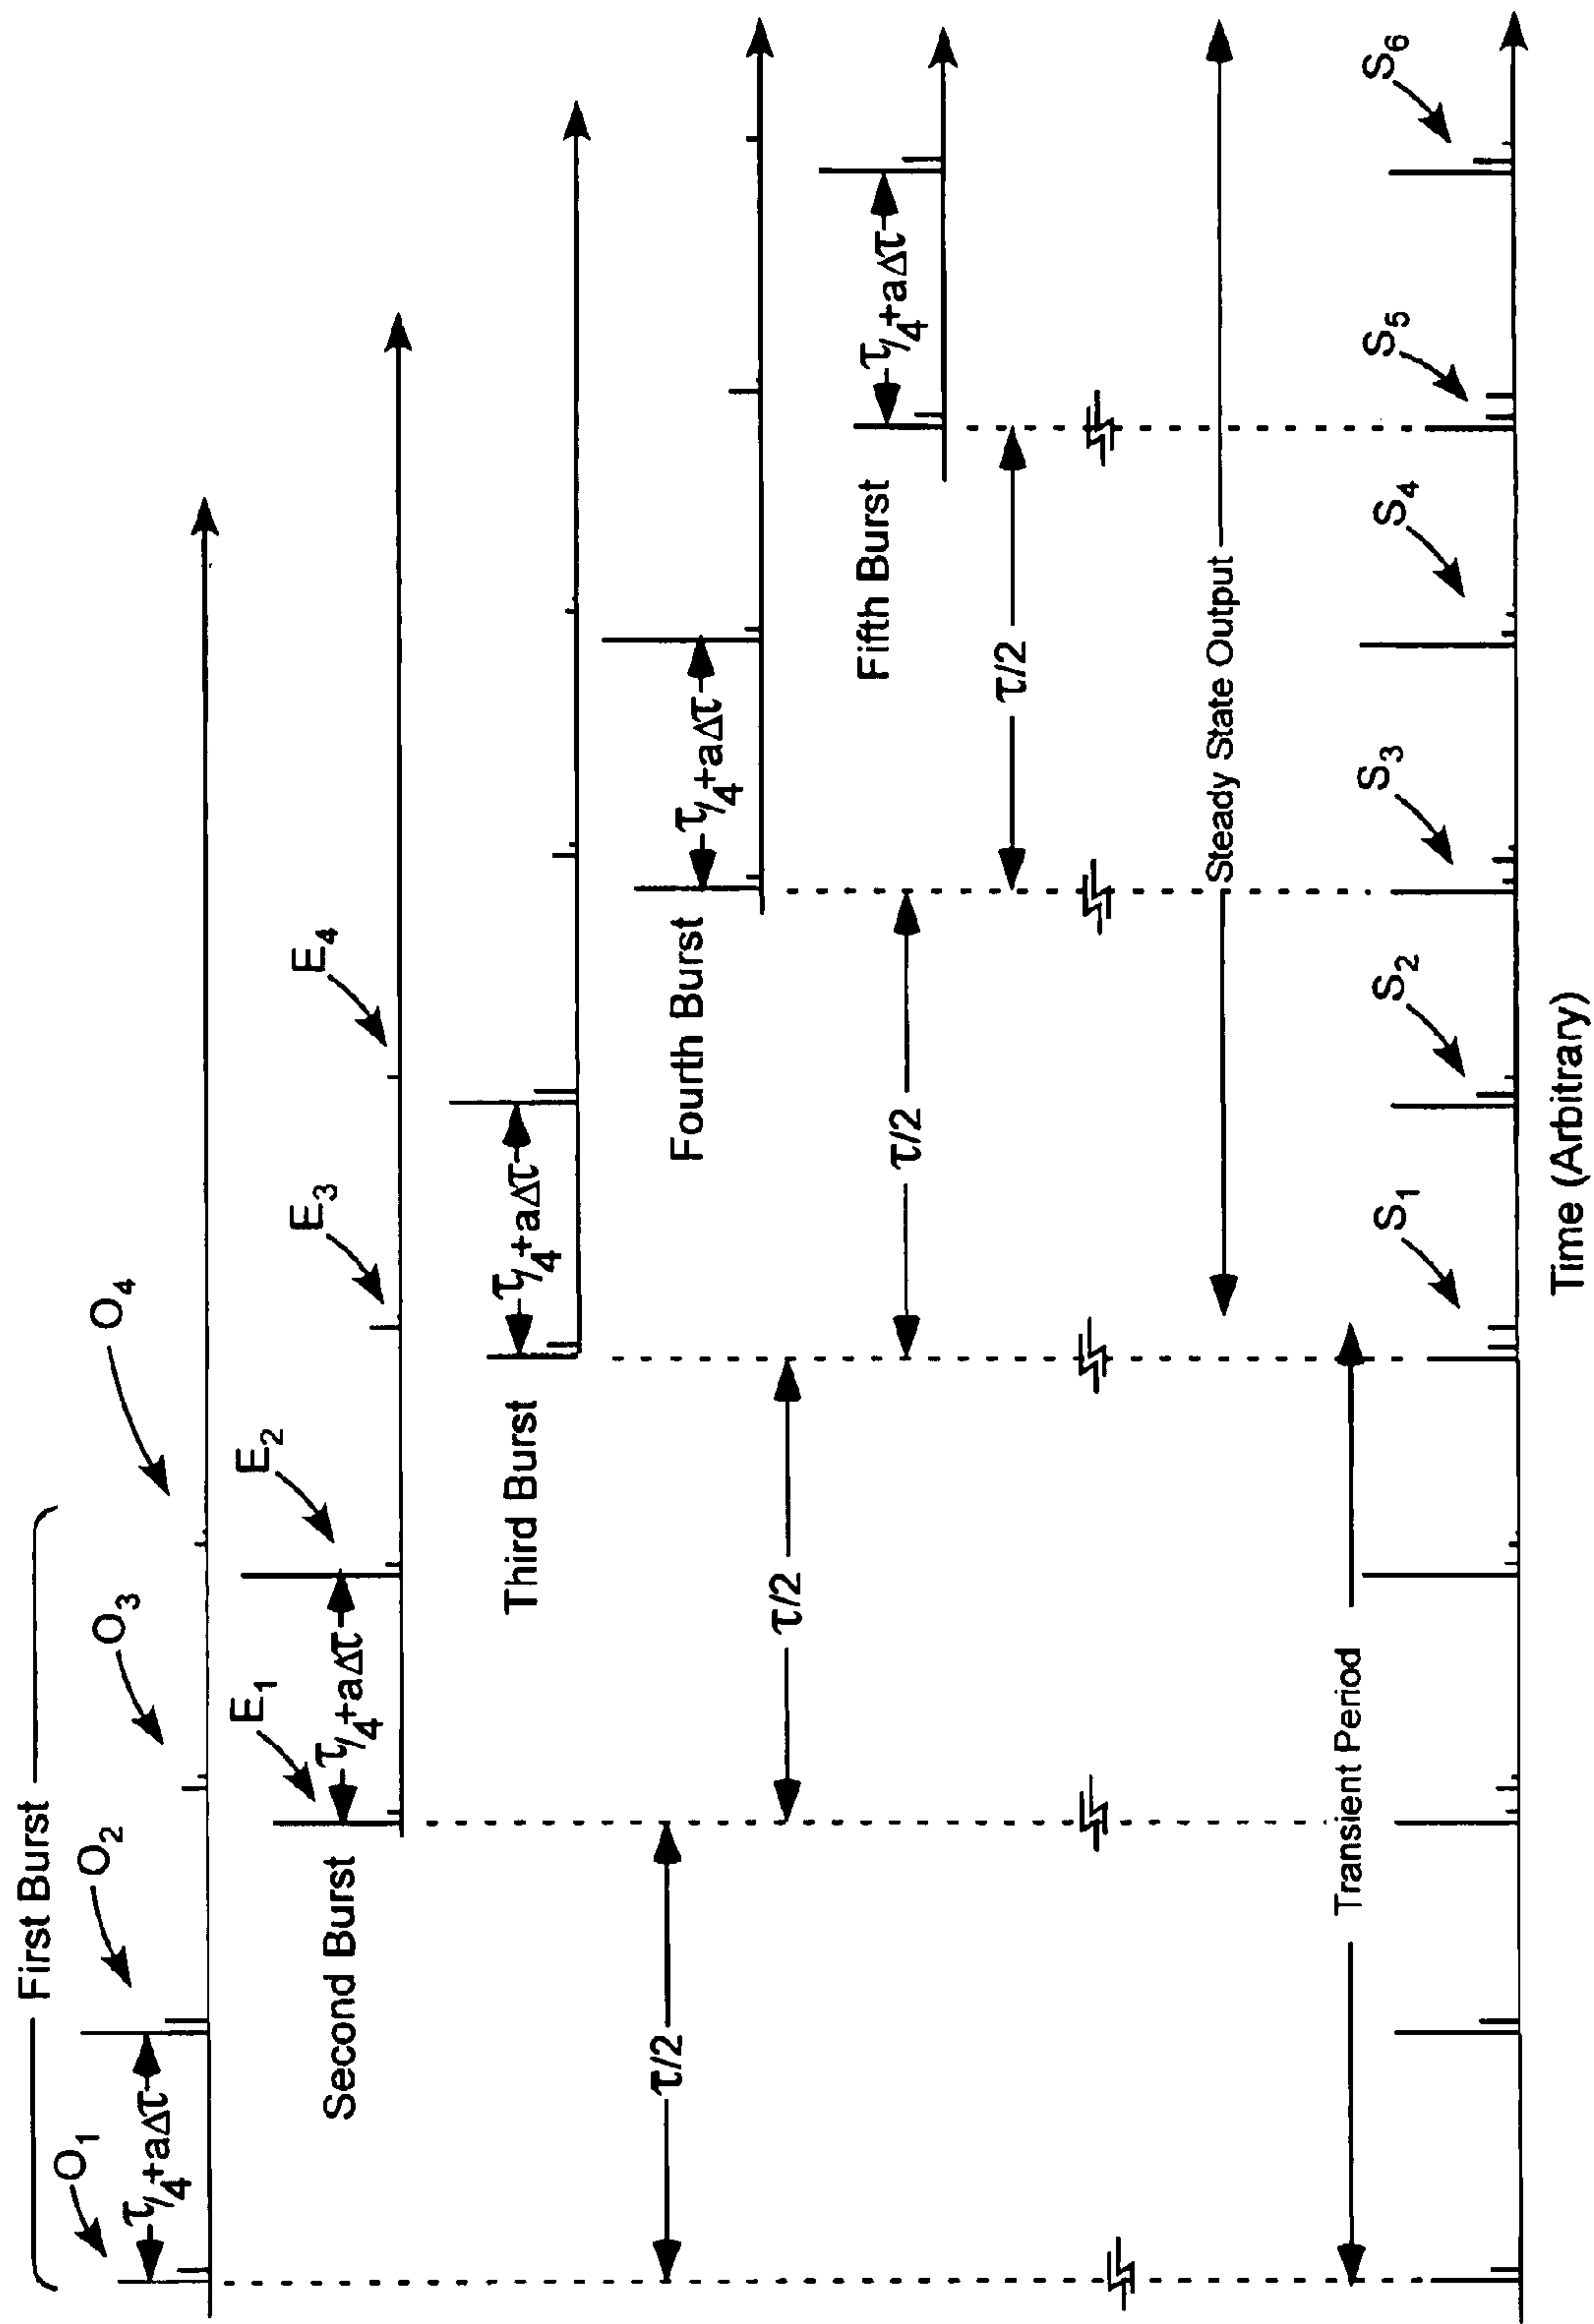 First Burst
O1
O2
O3
O4
τ/4+aΔτ
Second Burst
E1
E2
E3
E4
τ/4+aΔτ
Third Burst
τ/4+aΔτ
Fourth Burst
τ/4+aΔτ
Fifth Burst
τ/4+aΔτ
τ/2
τ/2
τ/2
τ/2
Steady State Output
Transient Period
S1
S2
S3
S4
S5
S6
Time (Arbitrary)